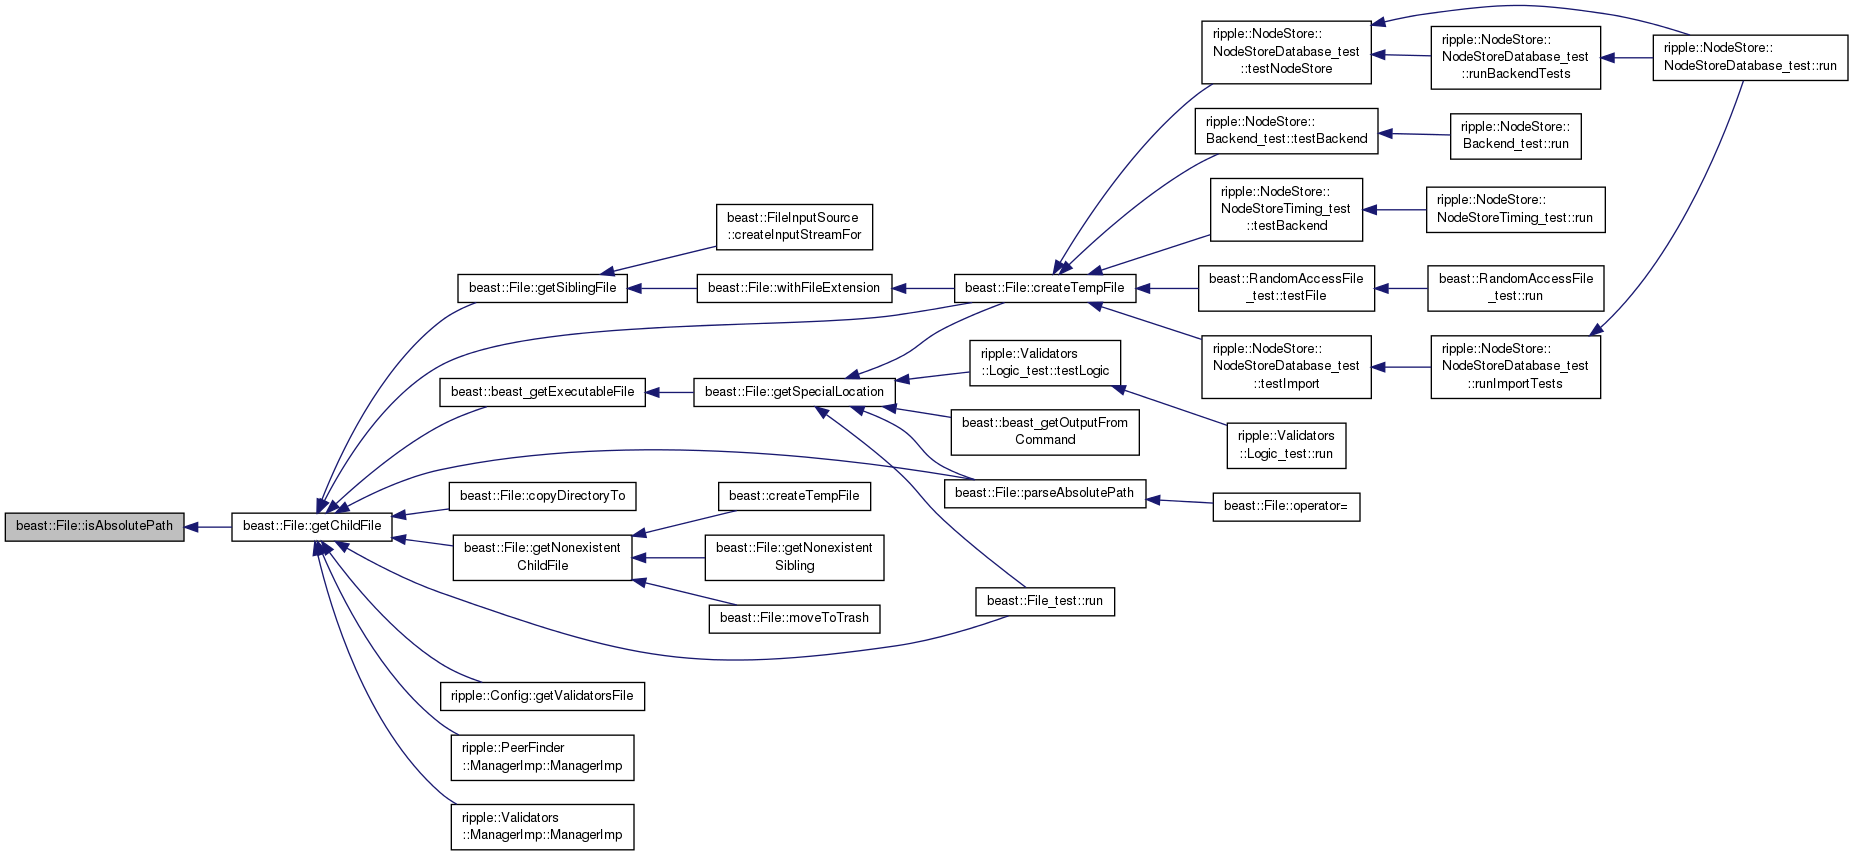 beast::File::isAbsolutePath
beast::File::getChildFile
beast::File::getSiblingFile
beast::FileInputSource
::createInputStreamFor
beast::File::withFileExtension
beast::File::createTempFile
ripple::NodeStore::
NodeStoreDatabase_test
::testNodeStore
ripple::NodeStore::
NodeStoreDatabase_test
::runBackendTests
ripple::NodeStore::
NodeStoreDatabase_test::run
ripple::NodeStore::
Backend_test::testBackend
ripple::NodeStore::
Backend_test::run
ripple::NodeStore::
NodeStoreTiming_test
::testBackend
ripple::NodeStore::
NodeStoreTiming_test::run
beast::RandomAccessFile
_test::testFile
beast::RandomAccessFile
_test::run
ripple::NodeStore::
NodeStoreDatabase_test
::testImport
ripple::NodeStore::
NodeStoreDatabase_test
::runImportTests
beast::beast_getExecutableFile
beast::File::getSpecialLocation
ripple::Validators
::Logic_test::testLogic
ripple::Validators
::Logic_test::run
beast::beast_getOutputFrom
Command
beast::File::parseAbsolutePath
beast::File::operator=
beast::File::copyDirectoryTo
beast::File::getNonexistent
ChildFile
beast::createTempFile
beast::File::getNonexistent
Sibling
beast::File::moveToTrash
beast::File_test::run
ripple::Config::getValidatorsFile
ripple::PeerFinder
::ManagerImp::ManagerImp
ripple::Validators
::ManagerImp::ManagerImp